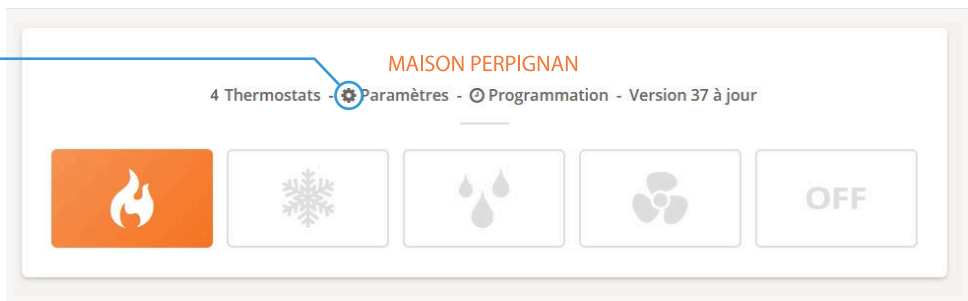 MAISON PERPIGNAN
4 Thermostats - Paramètres - Programmation - Version 37 à jour
OFF